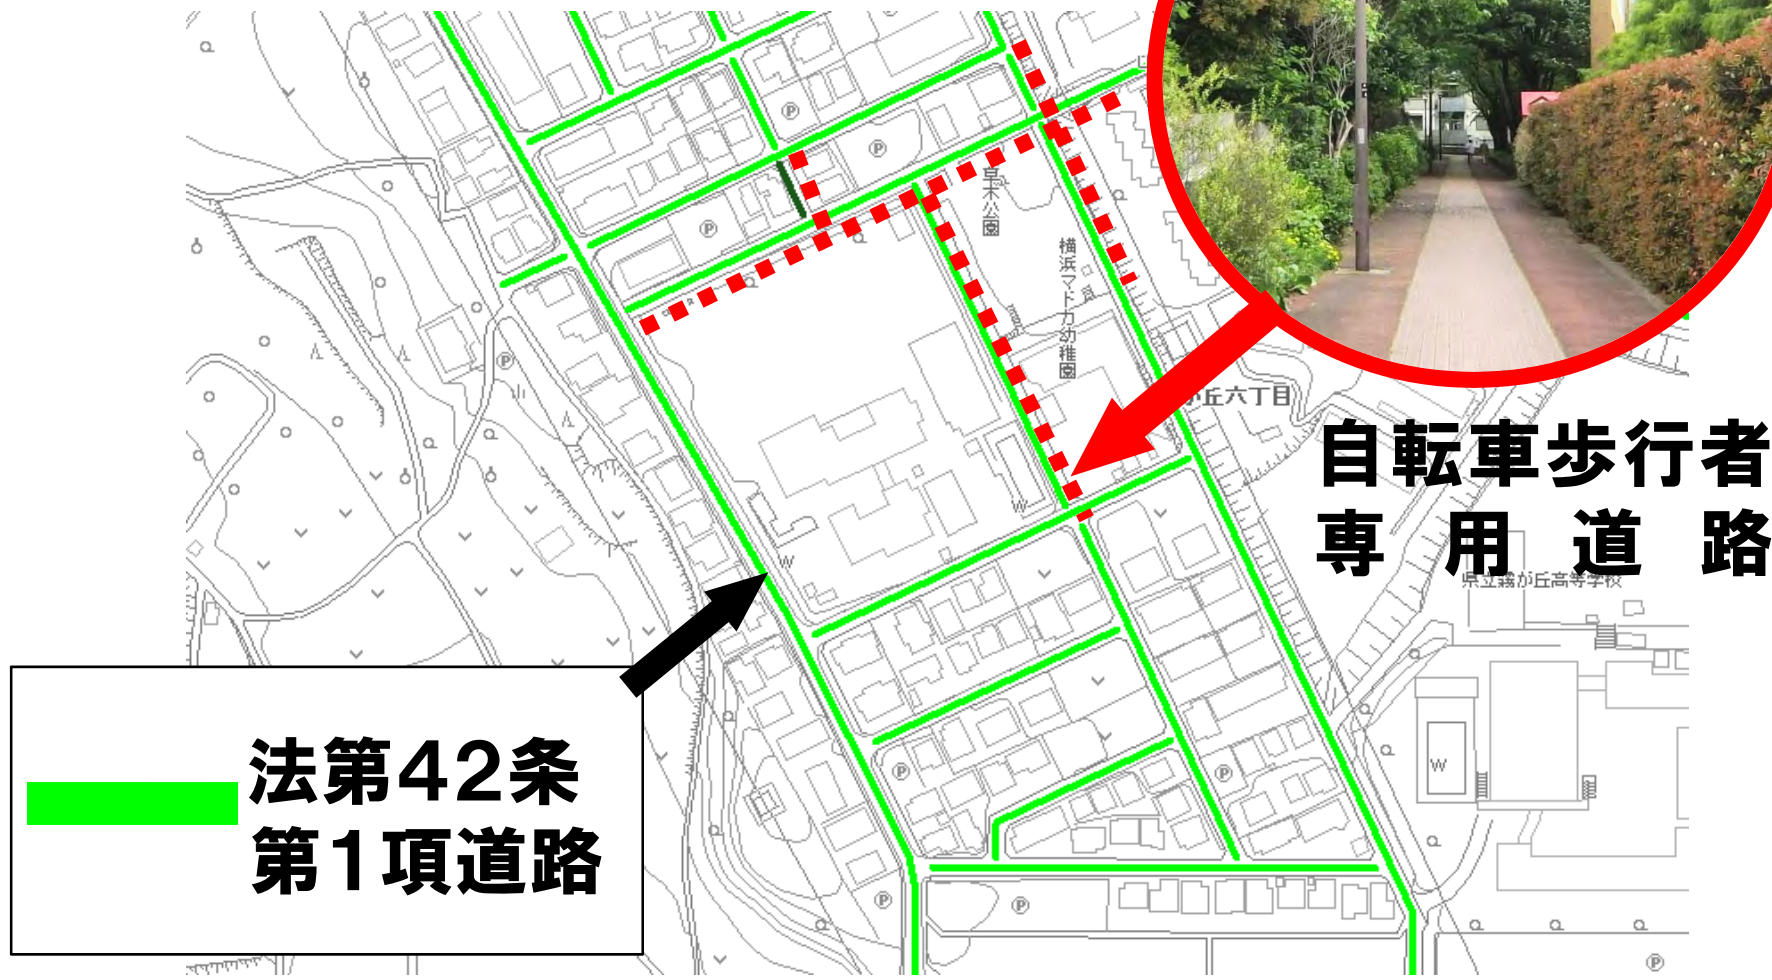 草木公園
横浜マドカ幼稚園
丘六丁目
自転車歩行者
専用道路
県立霧が丘高等学校
法第42条
第1項道路
Ⓟ
Ⓟ
Ⓟ
Ⓟ
Ⓟ
Ⓟ
Ⓟ
Ⓟ
Ⓟ
W
W
W